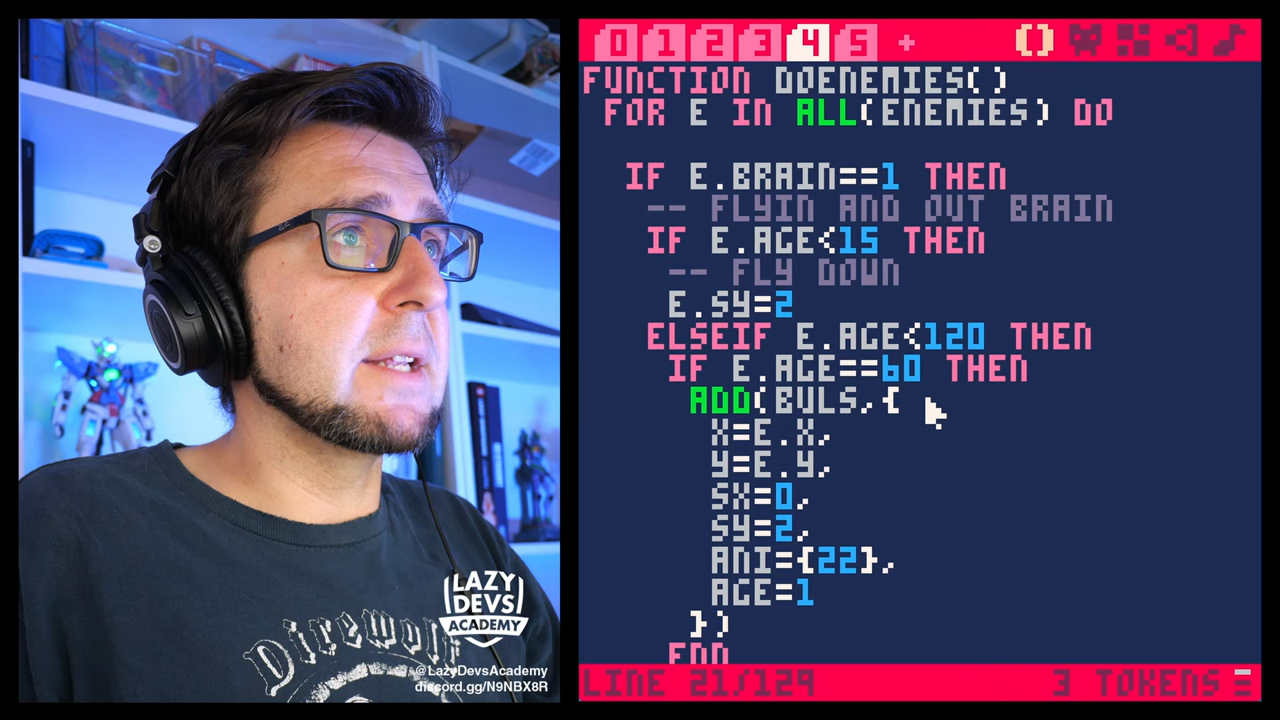 0 1 2 3 4 5 +
FUNCTION DOENEMIES()
FOR E IN ALL(ENEMIES) DO
IF E.BRAIN==1 THEN
-- FLYIN AND OUT BRAIN
IF E.AGE<15 THEN
-- FLY DOWN
E.SY=2
ELSEIF E.AGE<120 THEN
IF E.AGE==60 THEN
ADD(BULS,{
X=E.X,
Y=E.Y,
SX=0,
SY=2,
ANI={22},
AGE=1
})
END
LINE 21/129 3 TOKENS
LAZY
DEVS
ACADEMY
Direwolf
@LazyDevsAcademy
discord.gg/N9NBX8R